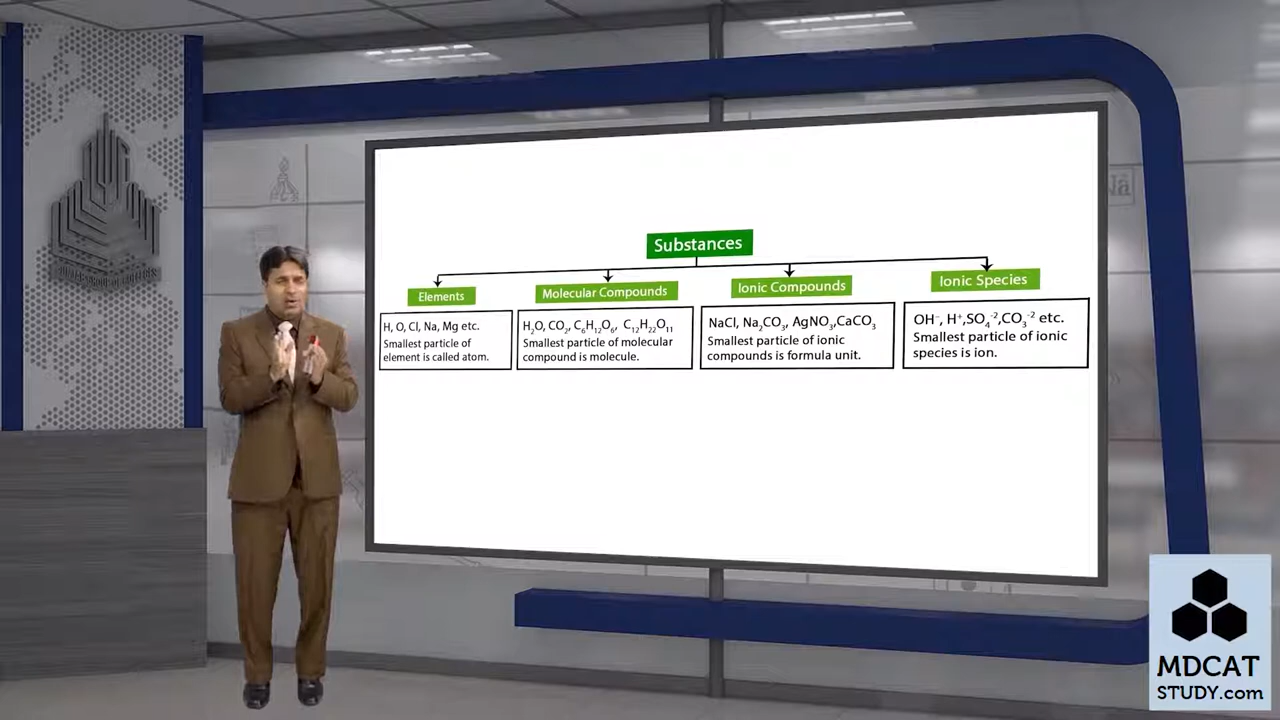 Substances
Elements
H, O, Cl, Na, Mg etc.
Smallest particle of
element is called atom.
Molecular Compounds
H₂O, CO₂, C₆H₁₂O₆, C₁₂H₂₂O₁₁
Smallest particle of molecular
compound is molecule.
Ionic Compounds
NaCl, Na₂CO₃, AgNO₃,CaCO₃
Smallest particle of ionic
compounds is formula unit.
Ionic Species
OH⁻, H⁺,SO₄⁻²,CO₃⁻² etc.
Smallest particle of ionic
species is ion.
MDCAT
STUDY.com